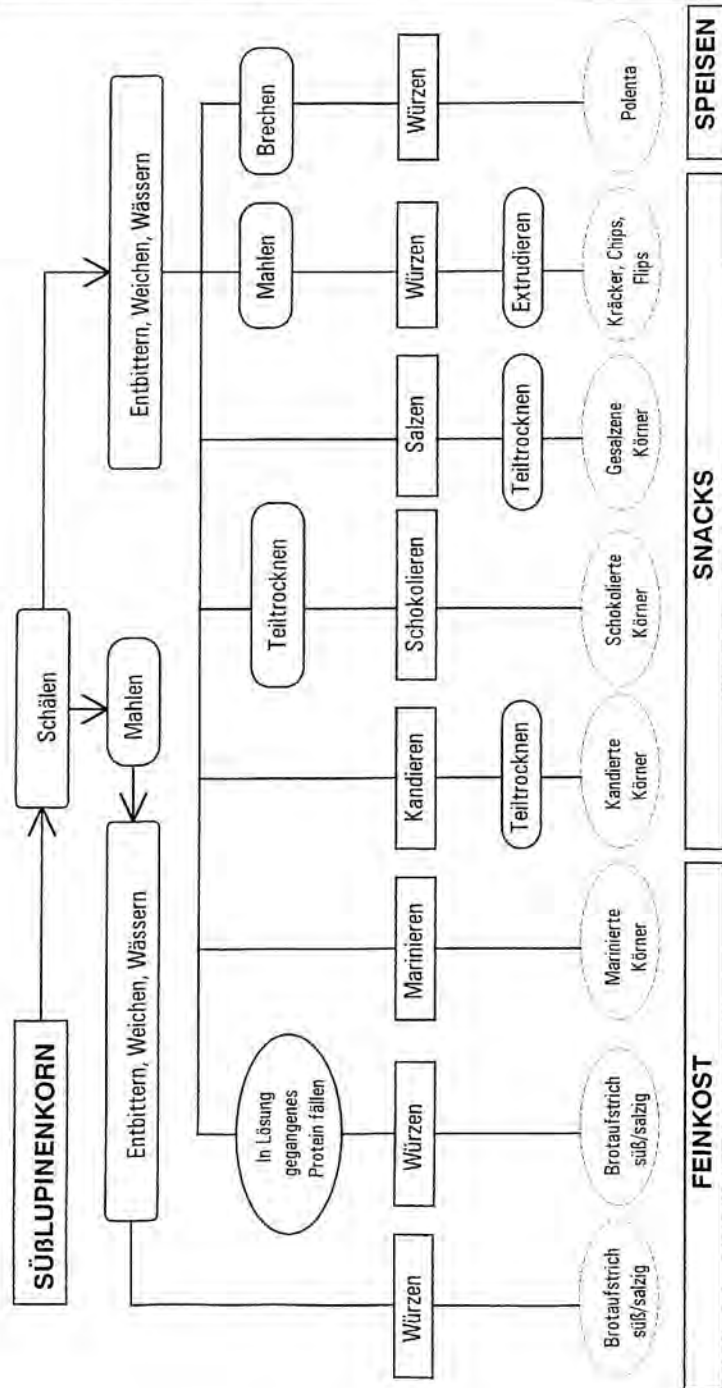 SÜßLUPINENKORN
Schälen
Mahlen
Entbittern, Weichen, Wässern
Entbittern, Weichen, Wässern
In Lösung
gegangenes
Protein fällen
Teiltrocknen
Mahlen
Brechen
Würzen
Würzen
Marinieren
Kandieren
Schokolieren
Salzen
Würzen
Würzen
Teiltrocknen
Teiltrocknen
Extrudieren
Brotaufstrich
süß/salzig
Brotaufstrich
süß/salzig
Marinierte
Körner
Kandierte
Körner
Schokolierte
Körner
Gesalzene
Körner
Kräcker, Chips,
Flips
Polenta
FEINKOST
SNACKS
SPEISEN